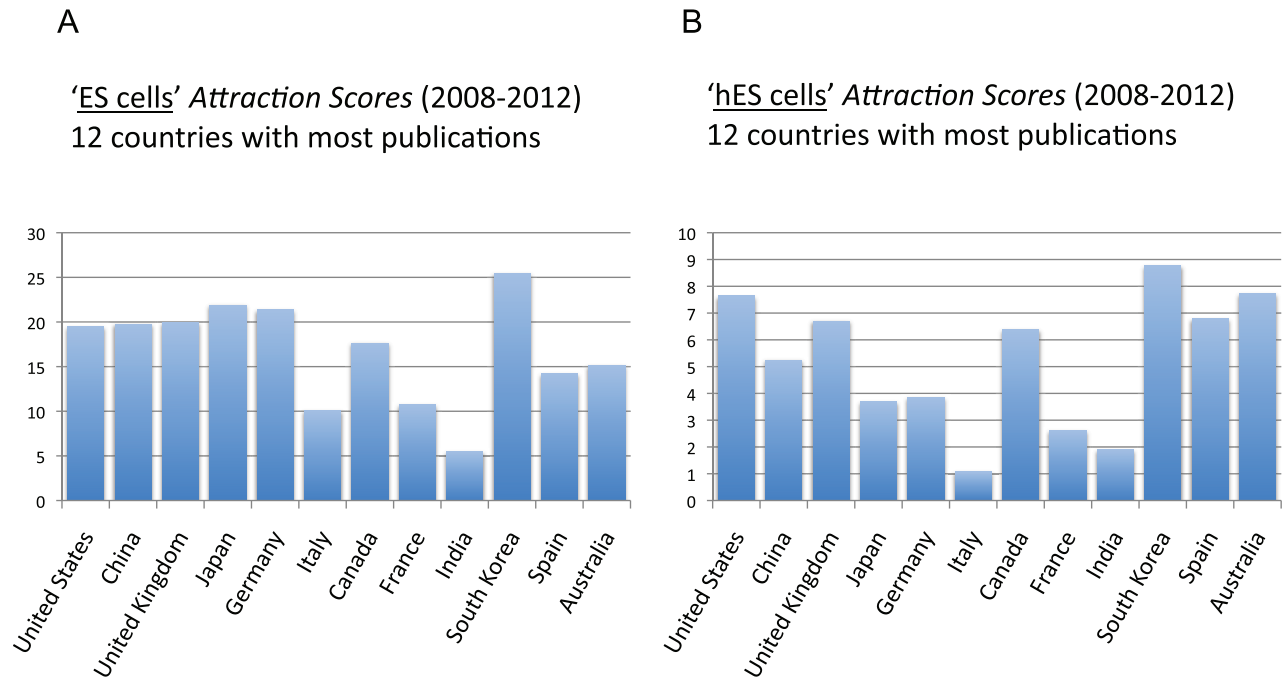 A
'ES cells' Attraction Scores (2008-2012)
12 countries with most publications
30
25
20
15
10
5
0
United States
China
United Kingdom
Japan
Germany
Italy
Canada
France
India
South Korea
Spain
Australia
B
'hES cells' Attraction Scores (2008-2012)
12 countries with most publications
10
9
8
7
6
5
4
3
2
1
0
United States
China
United Kingdom
Japan
Germany
Italy
Canada
France
India
South Korea
Spain
Australia